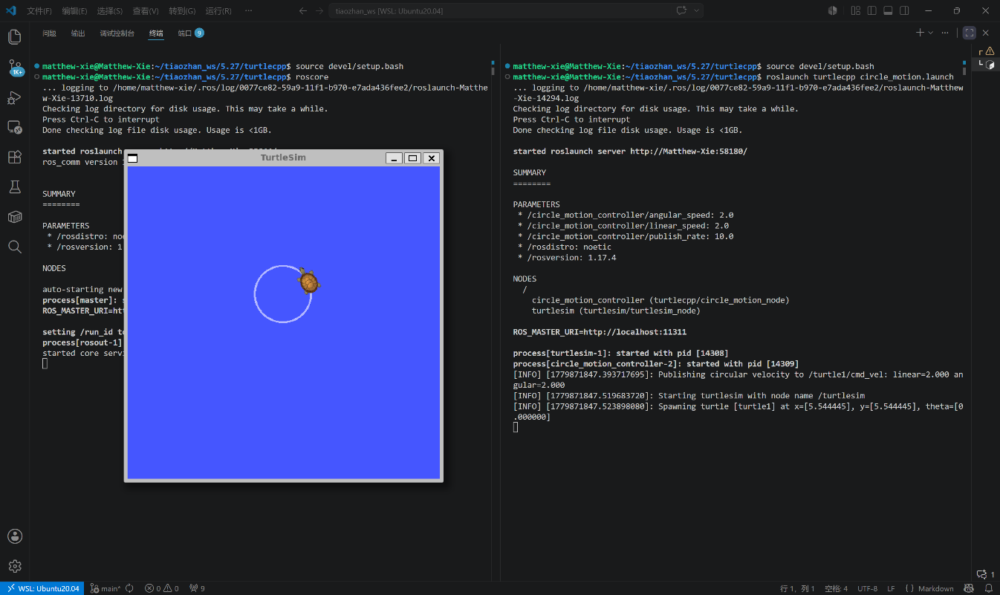 文件(F) 编辑(E) 选择(S) 查看(V) 转到(G) 运行(R) ··· tiaozhan_ws [WSL: Ubuntu20.04]
问题 输出 调试控制台 终端 端口 9
1K+
matthew-xie@Matthew-Xie:~/tiaozhan_ws/5.27/turtlecpp$ source devel/setup.bash
matthew-xie@Matthew-Xie:~/tiaozhan_ws/5.27/turtlecpp$ roscore
... logging to /home/matthew-xie/.ros/log/0077ce82-59a9-11f1-b970-e7ada436fee2/roslaunch-Matthe
w-Xie-13710.log
Checking log directory for disk usage. This may take a while.
Press Ctrl-C to interrupt
Done checking log file disk usage. Usage is <1GB.
started roslaunch
ros_comm version
SUMMARY
========
PARAMETERS
* /rosdistro: noe
* /rosversion: 1
NODES
auto-starting new
process[master]:
ROS_MASTER_URI=htt
setting /run_id to
process[rosout-1]
started core servi
TurtleSim
matthew-xie@Matthew-Xie:~/tiaozhan_ws/5.27/turtlecpp$ source devel/setup.bash
matthew-xie@Matthew-Xie:~/tiaozhan_ws/5.27/turtlecpp$ roslaunch turtlecpp circle_motion.launch
... logging to /home/matthew-xie/.ros/log/0077ce82-59a9-11f1-b970-e7ada436fee2/roslaunch-Matthew
-Xie-14294.log
Checking log directory for disk usage. This may take a while.
Press Ctrl-C to interrupt
Done checking log file disk usage. Usage is <1GB.
started roslaunch server http://Matthew-Xie:58180/
SUMMARY
========
PARAMETERS
* /circle_motion_controller/angular_speed: 2.0
* /circle_motion_controller/linear_speed: 2.0
* /circle_motion_controller/publish_rate: 10.0
* /rosdistro: noetic
* /rosversion: 1.17.4
NODES
/
circle_motion_controller (turtlecpp/circle_motion_node)
turtlesim (turtlesim/turtlesim_node)
ROS_MASTER_URI=http://localhost:11311
process[turtlesim-1]: started with pid [14308]
process[circle_motion_controller-2]: started with pid [14309]
[INFO] [1779871847.393717695]: Publishing circular velocity to /turtle1/cmd_vel: linear=2.000 an
gular=2.000
[INFO] [1779871847.519683720]: Starting turtlesim with node name /turtlesim
[INFO] [1779871847.523898080]: Spawning turtle [turtle1] at x=[5.544445], y=[5.544445], theta=[0
.000000]
1
WSL: Ubuntu20.04 main* 0 0 9 行 1，列 1 空格: 4 UTF-8 LF {} Markdown